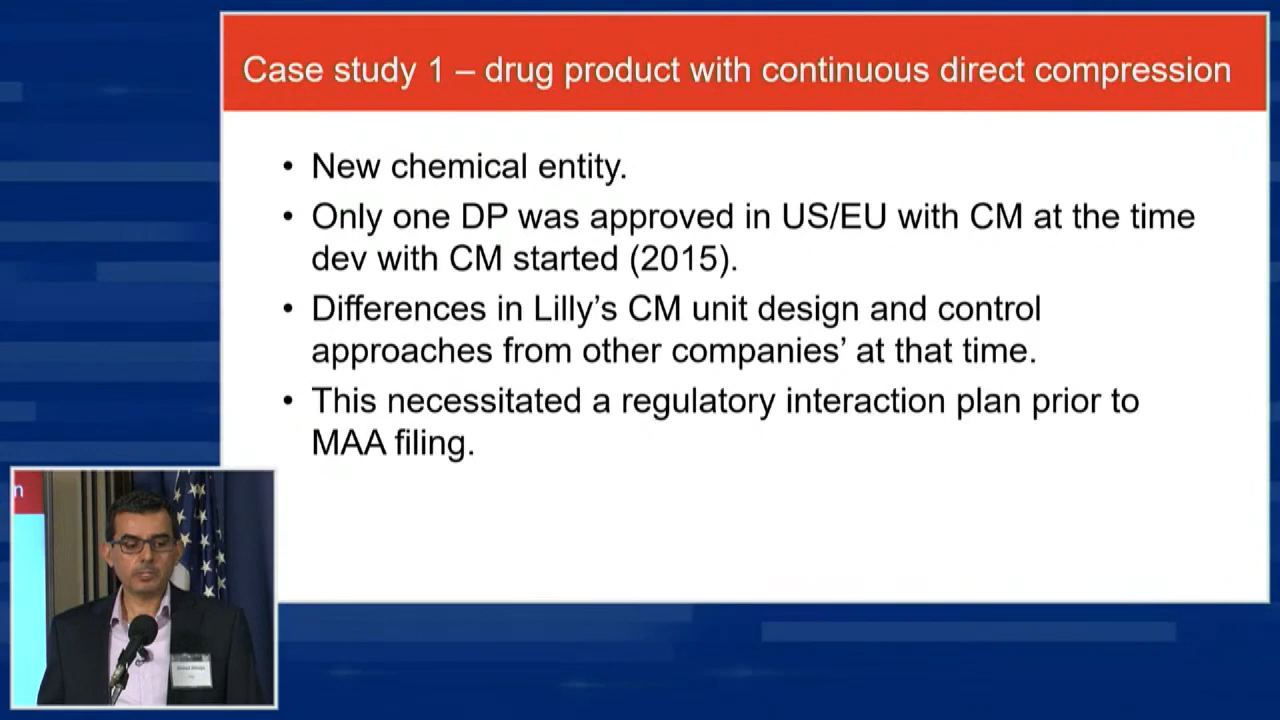 Case study 1 – drug product with continuous direct compression
• New chemical entity.
• Only one DP was approved in US/EU with CM at the time
dev with CM started (2015).
• Differences in Lilly’s CM unit design and control
approaches from other companies’ at that time.
• This necessitated a regulatory interaction plan prior to
MAA filing.
n